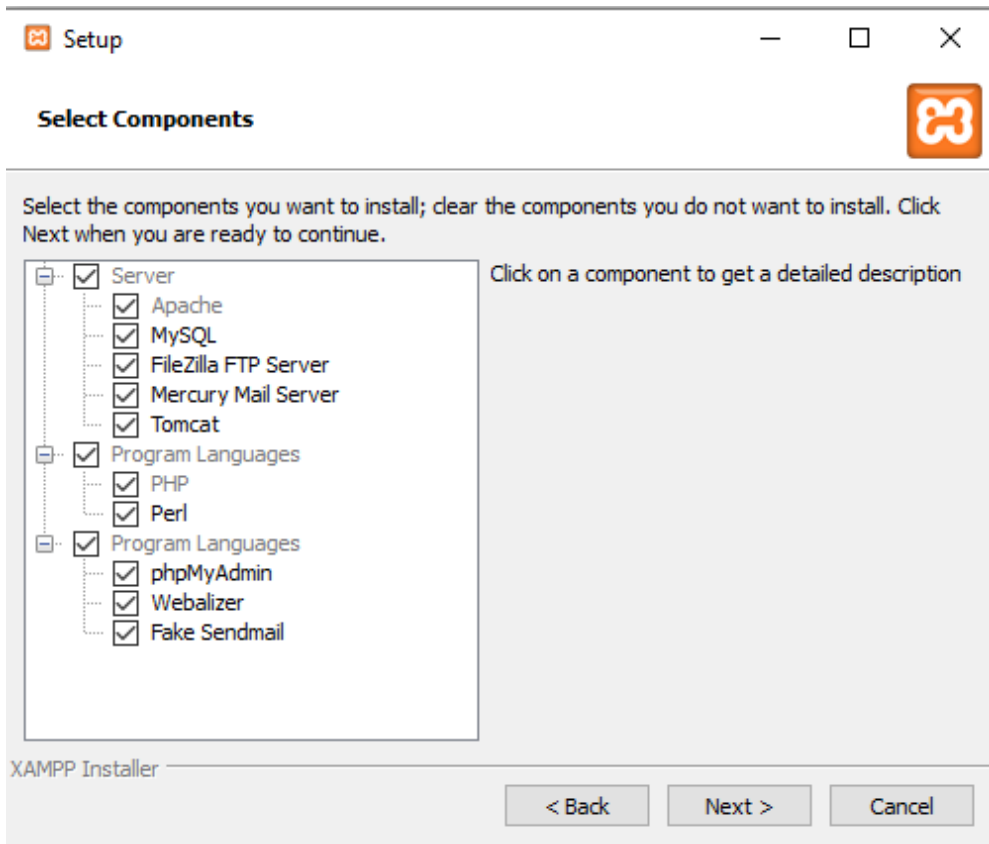 Setup
Select Components
Select the components you want to install; clear the components you do not want to install. Click
Next when you are ready to continue.
Server
Apache
MySQL
FileZilla FTP Server
Mercury Mail Server
Tomcat
Program Languages
PHP
Perl
Program Languages
phpMyAdmin
Webalizer
Fake Sendmail
Click on a component to get a detailed description
XAMPP Installer
< Back
Next >
Cancel